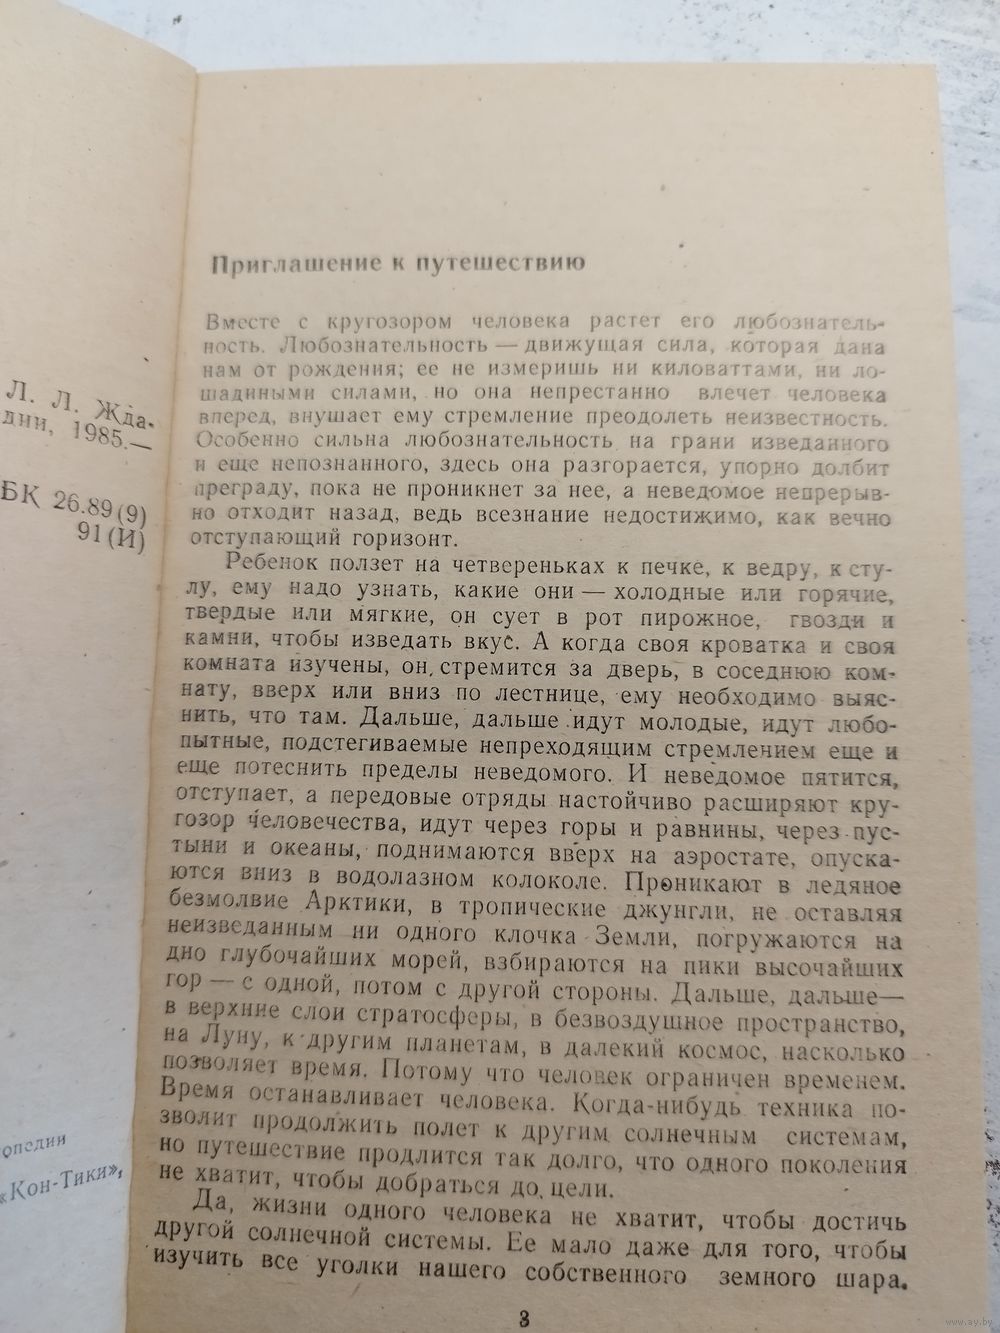 Л. Л. Жда-
дии, 1985.—
БК 26.89(9)
91(И)
опедии
«Кон-Тики»,
Приглашение к путешествию
Вместе с кругозором человека растет его любознатель-
ность. Любознательность — движущая сила, которая дана
нам от рождения; ее не измеришь ни киловаттами, ни ло-
шадиными силами, но она непрестанно влечет человека
вперед, внушает ему стремление преодолеть неизвестность.
Особенно сильна любознательность на грани изведанного
и еще непознанного, здесь она разгорается, упорно долбит
преграду, пока не проникнет за нее, а неведомое непрерыв-
но отходит назад, ведь всезнание недостижимо, как вечно
отступающий горизонт.
Ребенок ползет на четвереньках к печке, к ведру, к сту-
лу, ему надо узнать, какие они — холодные или горячие,
твердые или мягкие, он сует в рот пирожное, гвозди и
камни, чтобы изведать вкус. А когда своя кроватка и своя
комната изучены, он стремится за дверь, в соседнюю ком-
нату, вверх или вниз по лестнице, ему необходимо выяс-
нить, что там. Дальше, дальше идут молодые, идут любо-
пытные, подстегиваемые непреходящим стремлением еще и
еще потеснить пределы неведомого. И неведомое пятится,
отступает, а передовые отряды настойчиво расширяют кру-
гозор человечества, идут через горы и равнины, через пус-
тыни и океаны, поднимаются вверх на аэростате, опуска-
ются вниз в водолазном колоколе. Проникают в ледяное
безмолвие Арктики, в тропические джунгли, не оставляя
неизведанным ни одного клочка Земли, погружаются на
дно глубочайших морей, взбираются на пики высочайших
гор — с одной, потом с другой стороны. Дальше, дальше —
в верхние слои стратосферы, в безвоздушное пространство,
на Луну, к другим планетам, в далекий космос, насколько
позволяет время. Потому что человек ограничен временем.
Время останавливает человека. Когда-нибудь техника по-
зволит продолжить полет к другим солнечным системам,
но путешествие продлится так долго, что одного поколения
не хватит, чтобы добраться до цели.
Да, жизни одного человека не хватит, чтобы достичь
другой солнечной системы. Ее мало даже для того, чтобы
изучить все уголки нашего собственного земного шара.
3
www.ay.by